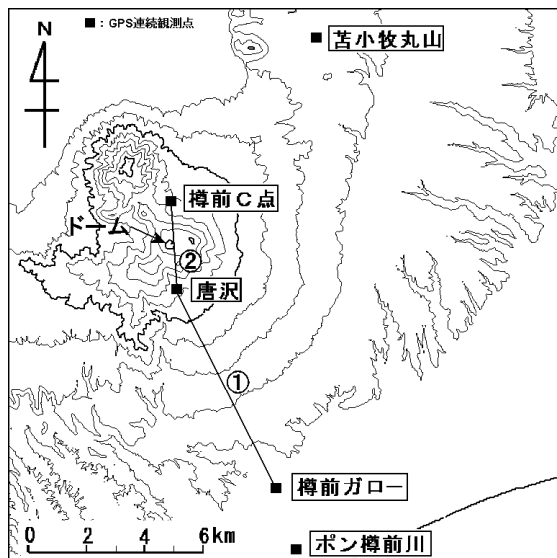 N
■：GPS連続観測点
苫小牧丸山
樽前C点
ドーム
②
唐沢
①
樽前ガロー
0 2 4 6km
ポン樽前川